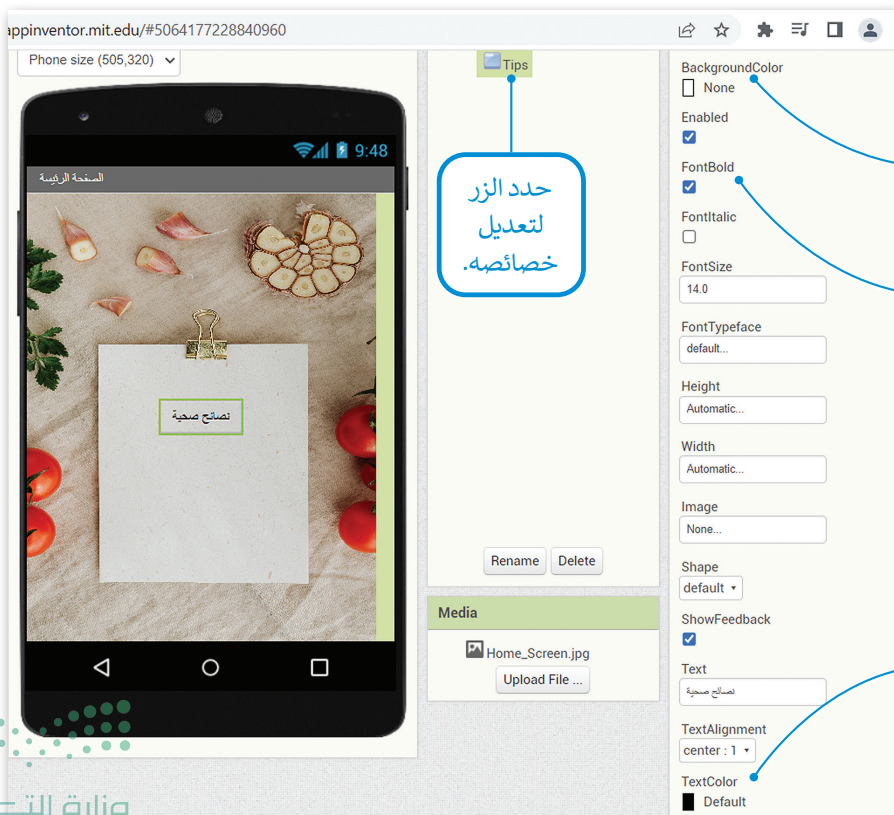 appinventor.mit.edu/#5064177228840960
Phone size (505,320)
9:48
الصفحة الرئيسة
نصائح صحية
Tips
حدد الزر
لتعديل
خصائصه.
Rename Delete
Media
Home_Screen.jpg
Upload File ...
BackgroundColor
None
Enabled
FontBold
FontItalic
FontSize
14.0
FontTypeface
default...
Height
Automatic...
Width
Automatic...
Image
None...
Shape
default
ShowFeedback
Text
نصائح صحية
TextAlignment
center : 1
TextColor
Default
وزارة